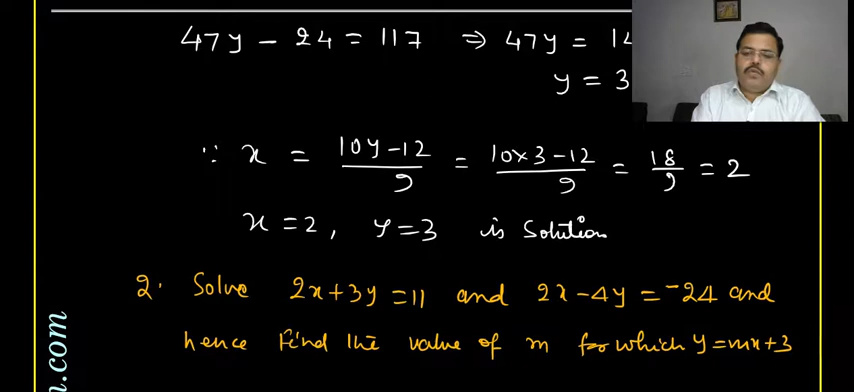 47y - 24 = 117 ⇒ 47y = 14
y = 3
∵ x = (10y-12)/9 = (10×3-12)/9 = 18/9 = 2
x = 2, y = 3 is Solution
2. Solve 2x+3y = 11 and 2x-4y = -24 and
hence Find the value of m for which y = mx+3
m.com